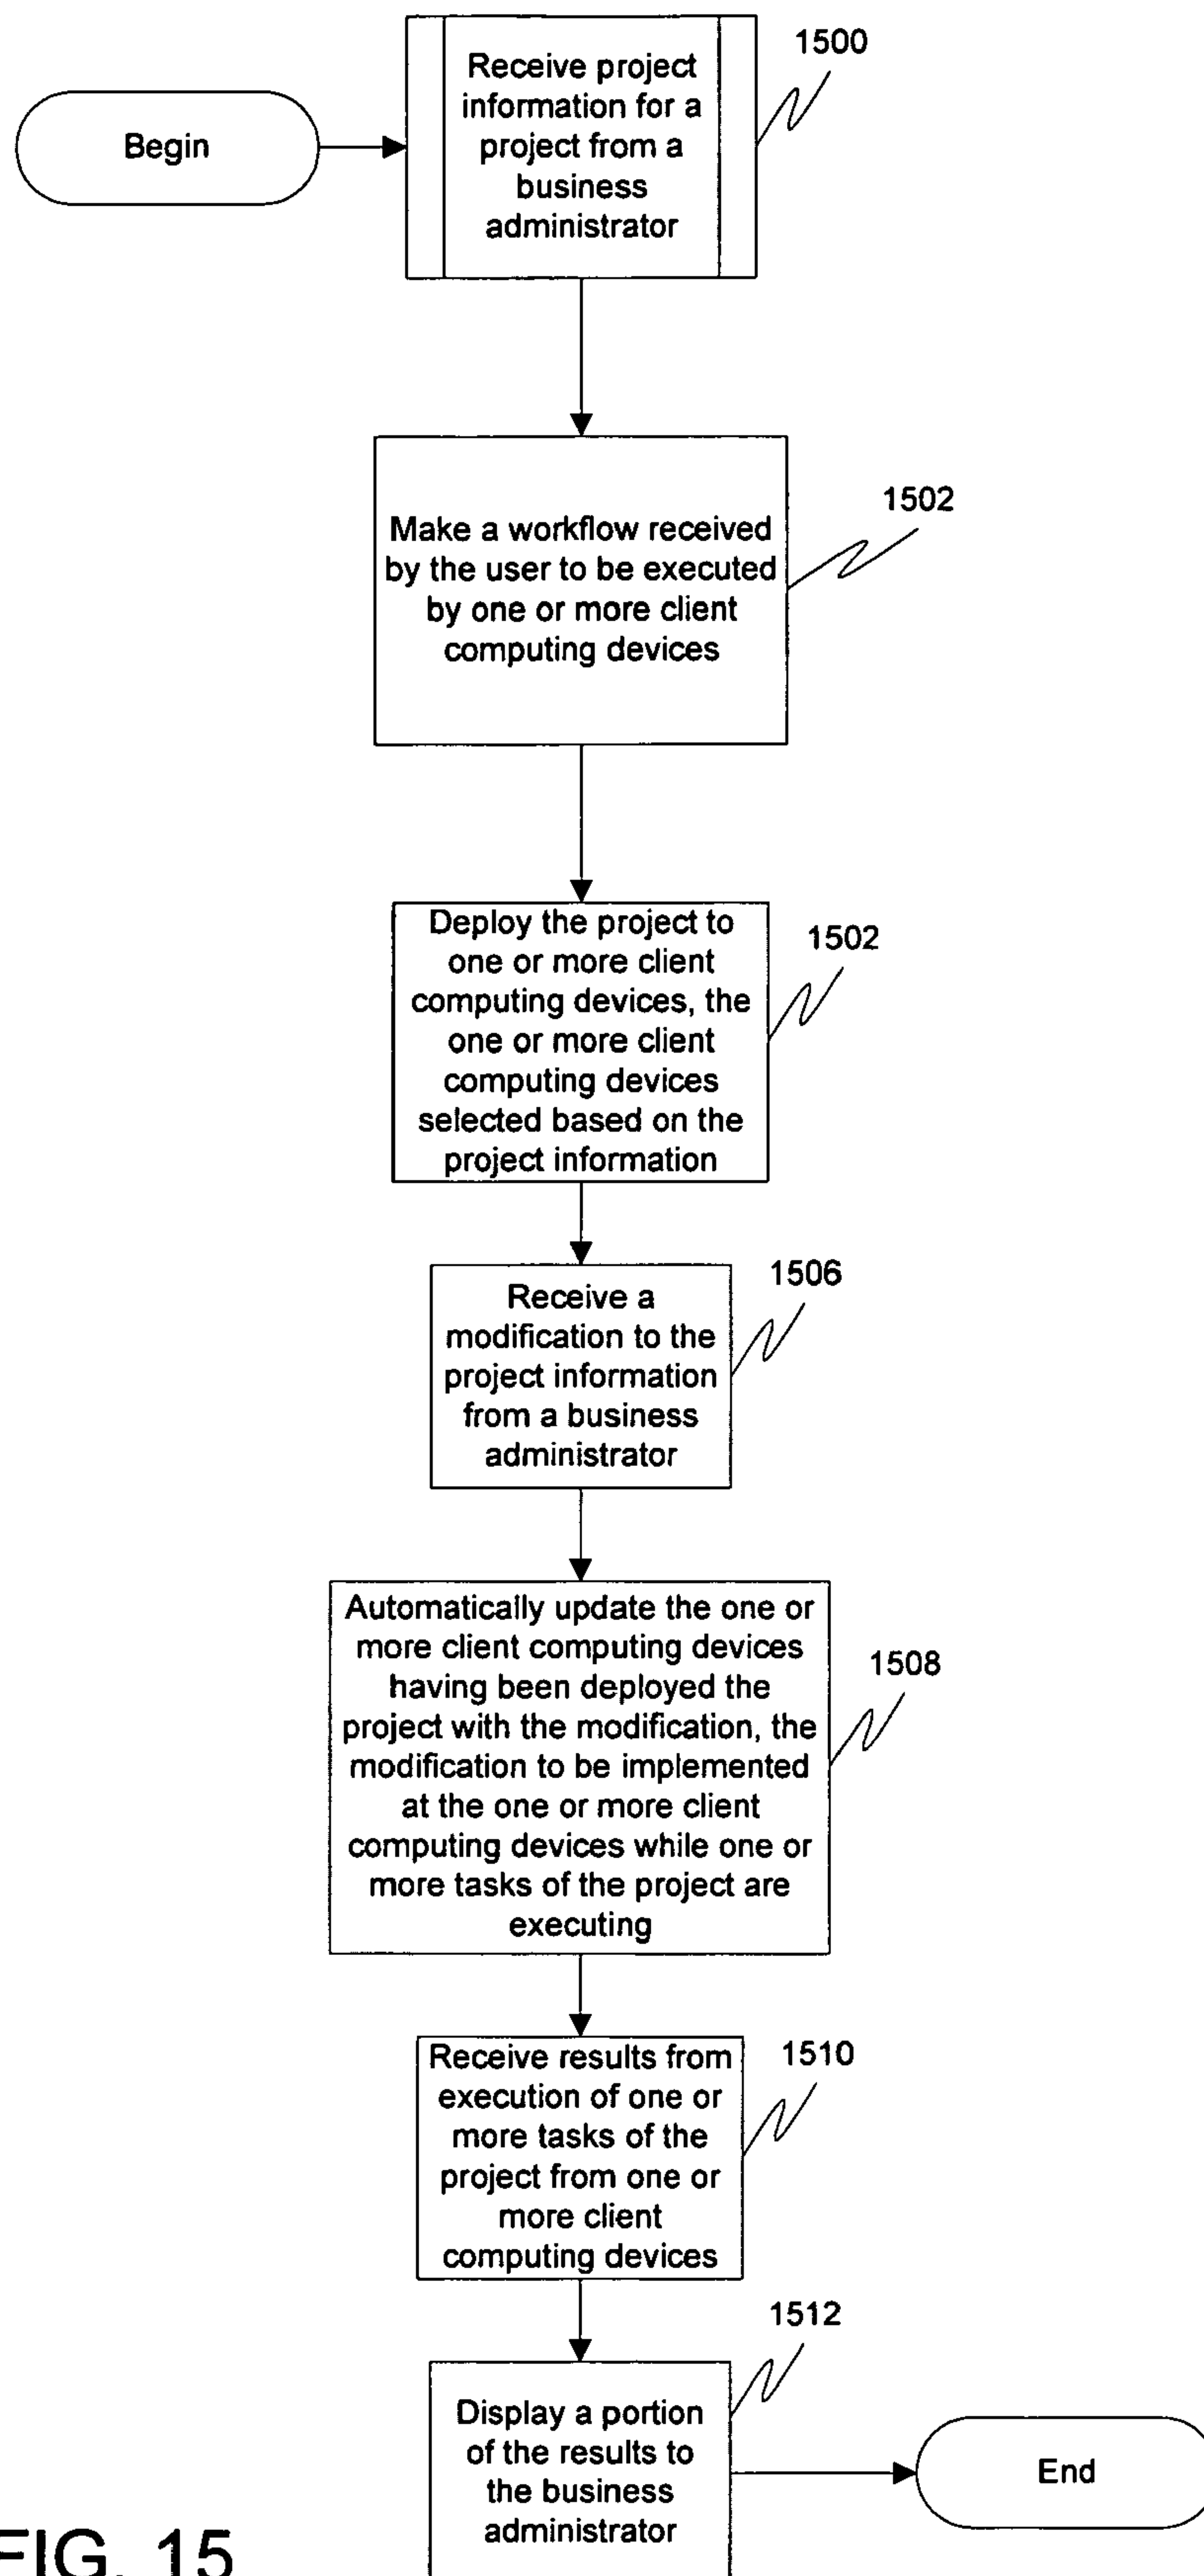 Begin
Receive project
information for a
project from a
business
administrator
1500
Make a workflow received
by the user to be executed
by one or more client
computing devices
1502
Deploy the project to
one or more client
computing devices, the
one or more client
computing devices
selected based on the
project information
1502
Receive a
modification to the
project information
from a business
administrator
1506
Automatically update the one or
more client computing devices
having been deployed the
project with the modification, the
modification to be implemented
at the one or more client
computing devices while one or
more tasks of the project are
executing
1508
Receive results from
execution of one or
more tasks of the
project from one or
more client
computing devices
1510
Display a portion
of the results to
the business
administrator
1512
End
FIG. 15